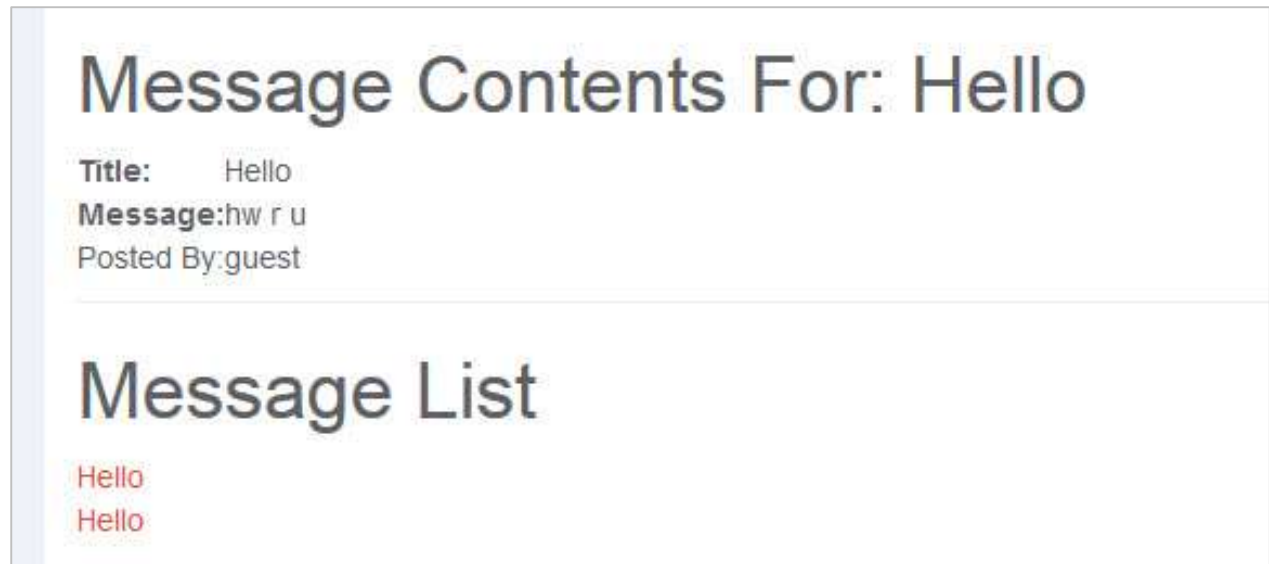 Message Contents For: Hello
Title: Hello
Message:hw r u
Posted By:guest
Message List
Hello
Hello